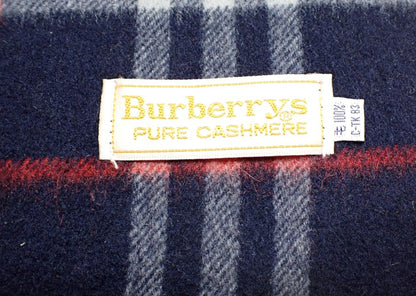 Burberrys®
PURE CASHMERE
毛 100%
C-TK 83